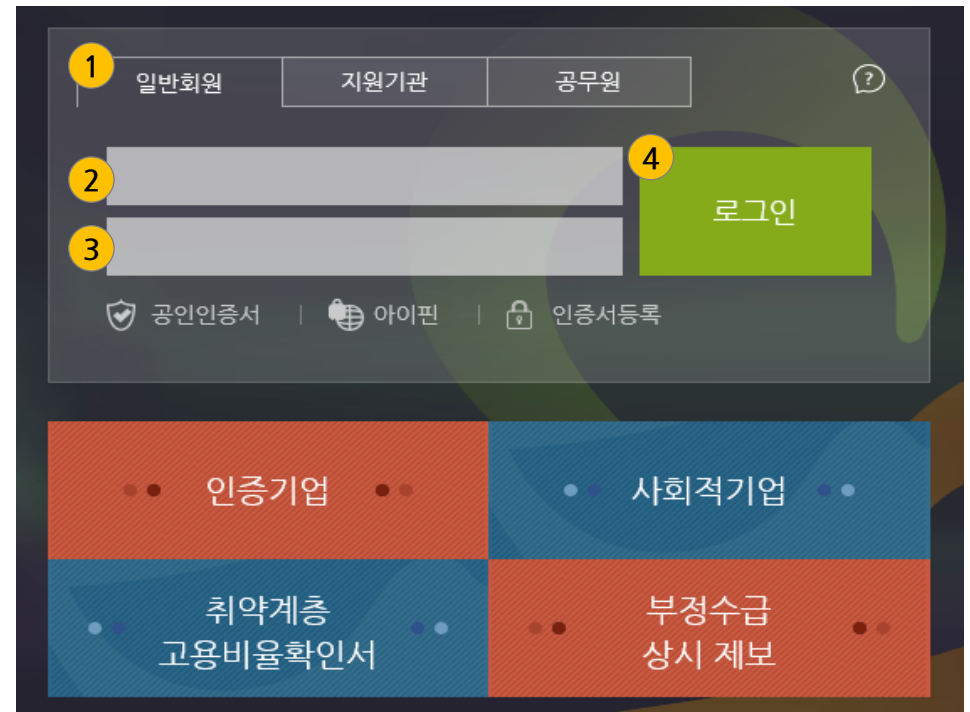 1
일반회원
지원기관
공무원
?
2
3
4
로그인
공인인증서
아이핀
인증서등록
인증기업
사회적기업
취약계층
고용비율확인서
부정수급
상시 제보